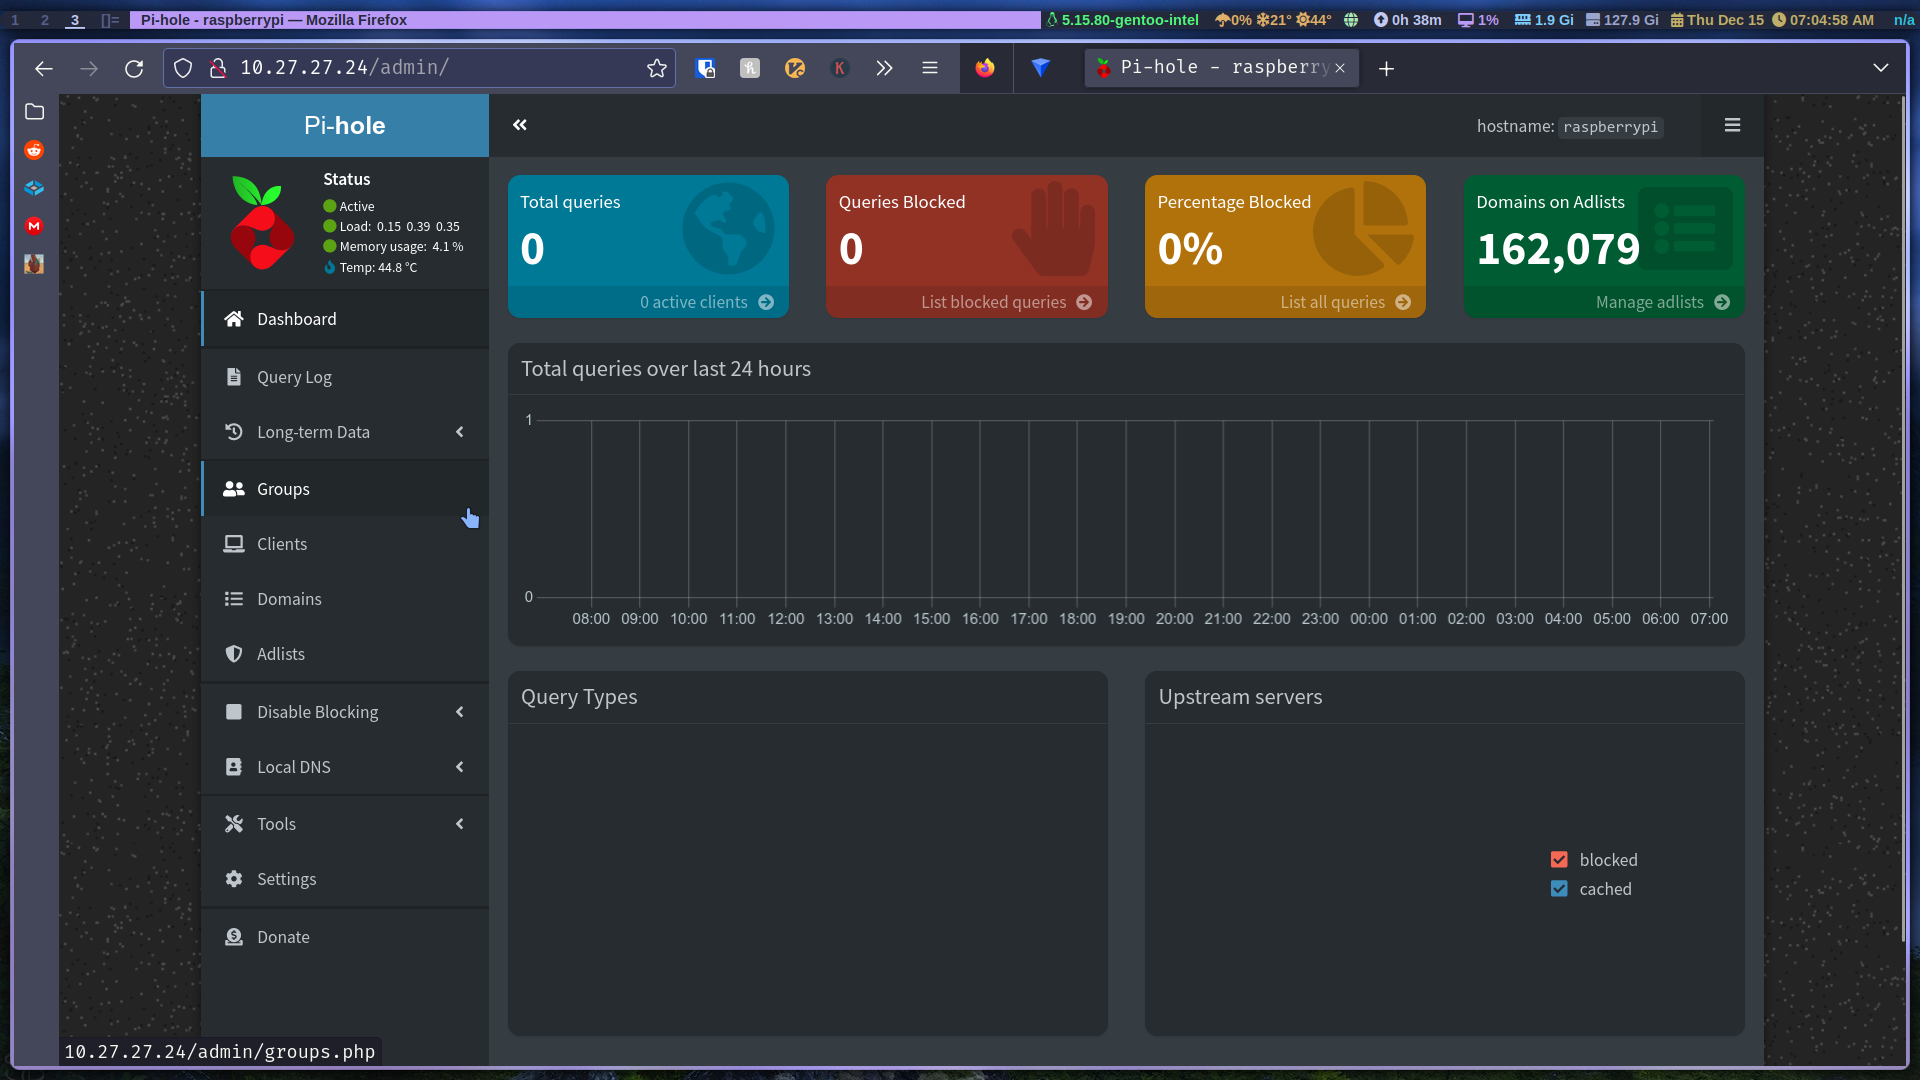 1 2 3 []= Pi-hole - raspberrypi — Mozilla Firefox 5.15.80-gentoo-intel 0% 21° 44° 0h 38m 1% 1.9 Gi 127.9 Gi Thu Dec 15 07:04:58 AM n/a
10.27.27.24/admin/ Pi-hole - raspberry
Pi-hole
hostname: raspberrypi
Status
Active
Load: 0.15 0.39 0.35
Memory usage: 4.1 %
Temp: 44.8 °C
Total queries
0
0 active clients
Queries Blocked
0
List blocked queries
Percentage Blocked
0%
List all queries
Domains on Adlists
162,079
Manage adlists
Dashboard
Query Log
Long-term Data
Groups
Clients
Domains
Adlists
Disable Blocking
Local DNS
Tools
Settings
Donate
Total queries over last 24 hours
1
0
08:00 09:00 10:00 11:00 12:00 13:00 14:00 15:00 16:00 17:00 18:00 19:00 20:00 21:00 22:00 23:00 00:00 01:00 02:00 03:00 04:00 05:00 06:00 07:00
Query Types
Upstream servers
blocked
cached
10.27.27.24/admin/groups.php